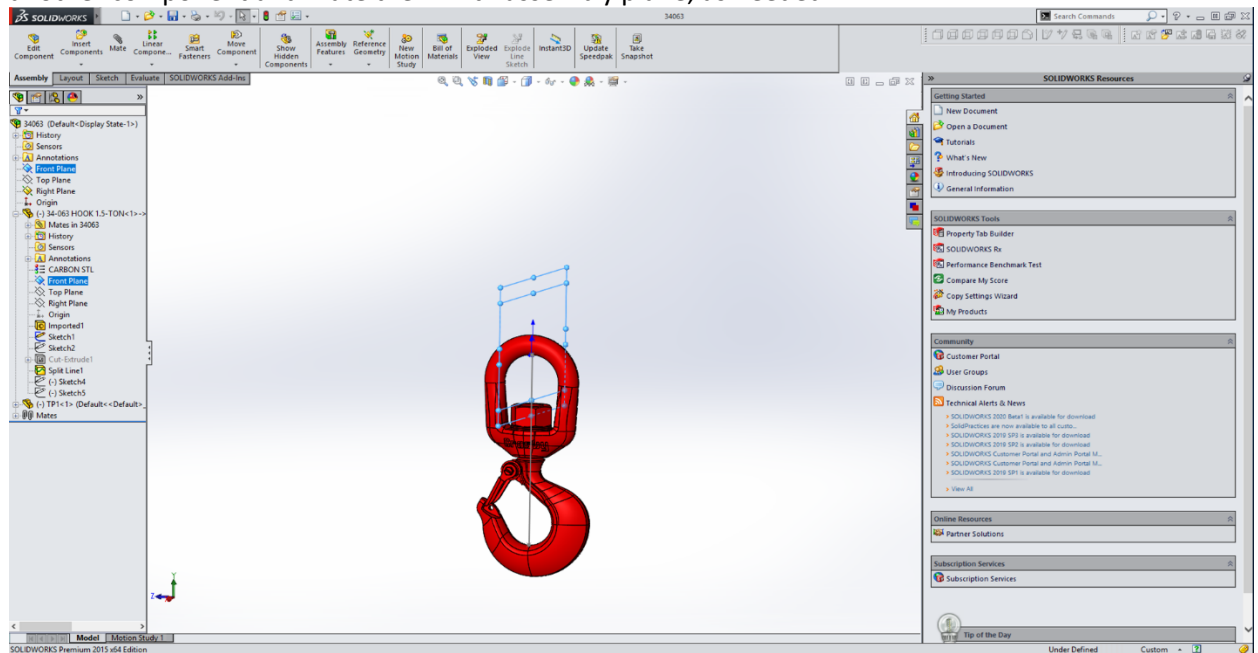 SOLIDWORKS
34063
Search Commands
Edit Component
Insert Components
Mate
Linear Compone...
Smart Fasteners
Move Component
Show Hidden Components
Assembly Features
Reference Geometry
New Motion Study
Bill of Materials
Exploded View
Explode Line Sketch
Instant3D
Update Speedpak
Take Snapshot
Assembly Layout Sketch Evaluate SOLIDWORKS Add-Ins
34063 (Default<Display State-1>)
History
Sensors
Annotations
Front Plane
Top Plane
Right Plane
Origin
(-) 34-063 HOOK 1.5-TON<1>->
Mates in 34063
History
Sensors
Annotations
CARBON STL
Front Plane
Top Plane
Right Plane
Origin
Imported1
Sketch1
Sketch2
Cut-Extrude1
Split Line1
(-) Sketch4
(-) Sketch5
(-) TP1<1> (Default<<Default>_
Mates
Y
Z
Model Motion Study 1
SOLIDWORKS Premium 2015 x64 Edition
SOLIDWORKS Resources
Getting Started
New Document
Open a Document
Tutorials
What's New
Introducing SOLIDWORKS
General Information
SOLIDWORKS Tools
Property Tab Builder
SOLIDWORKS Rx
Performance Benchmark Test
Compare My Score
Copy Settings Wizard
My Products
Community
Customer Portal
User Groups
Discussion Forum
Technical Alerts & News
SOLIDWORKS 2020 Beta1 is available for download
SolidPractices are now available to all custo...
SOLIDWORKS 2019 SP3 is available for download
SOLIDWORKS 2019 SP2 is available for download
SOLIDWORKS Customer Portal and Admin Portal M...
SOLIDWORKS Customer Portal and Admin Portal M...
SOLIDWORKS 2019 SP1 is available for download
View All
Online Resources
Partner Solutions
Subscription Services
Subscription Services
Tip of the Day
Under Defined Custom